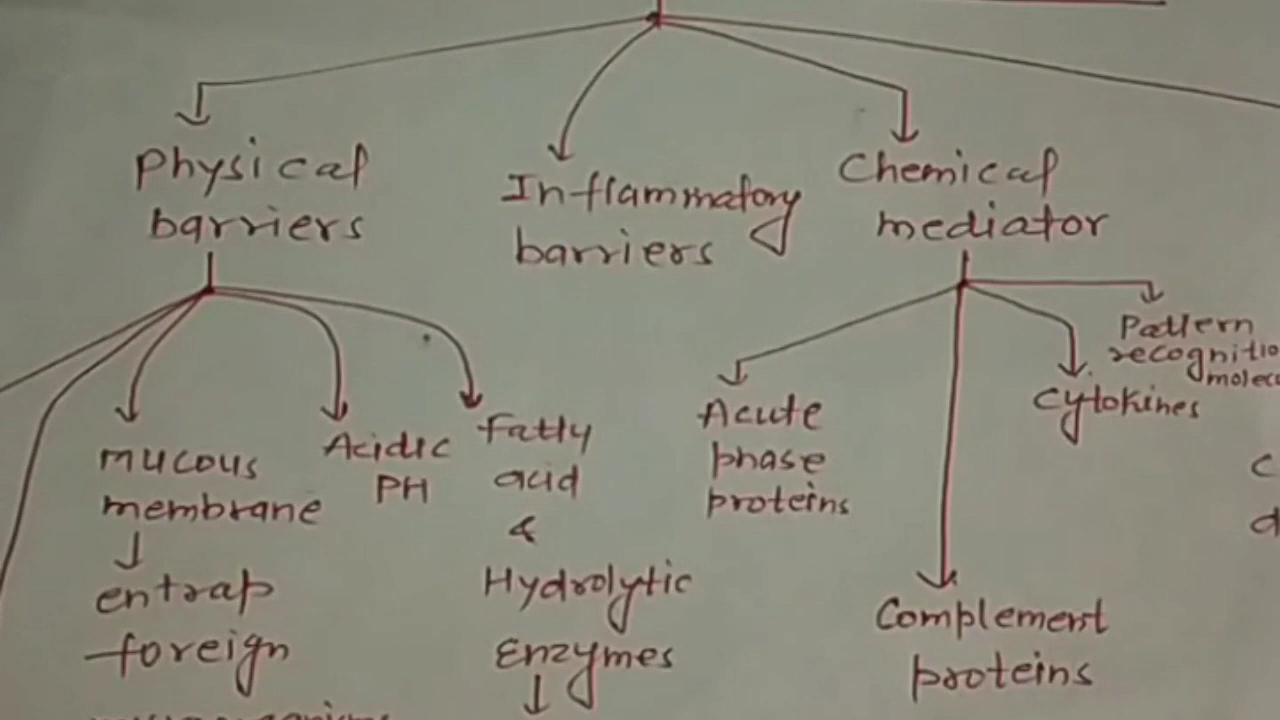 Physical
barriers
Inflammatory
barriers
Chemical
mediator
Mucous
membrane
entrap
foreign
Acidic
PH
Fatty
acid
&
Hydrolytic
Enzymes
Acute
phase
proteins
Complement
proteins
Cytokines
Pattern